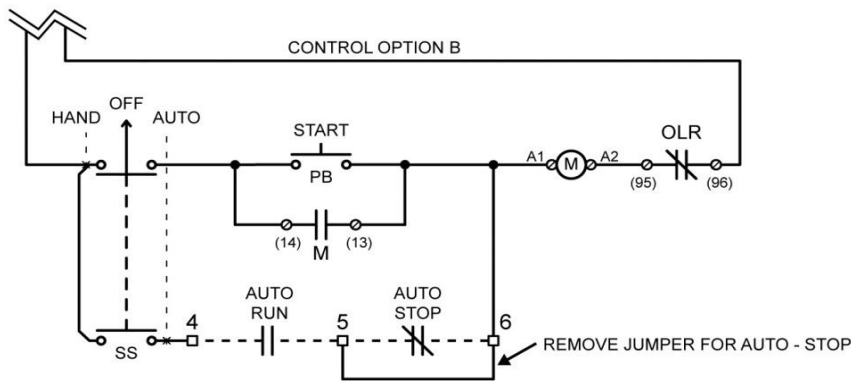 CONTROL OPTION B
OFF
HAND
AUTO
START
OLR
A1
M
A2
PB
(95)
(96)
(14)
(13)
M
AUTO
RUN
AUTO
STOP
4
5
6
SS
REMOVE JUMPER FOR AUTO - STOP